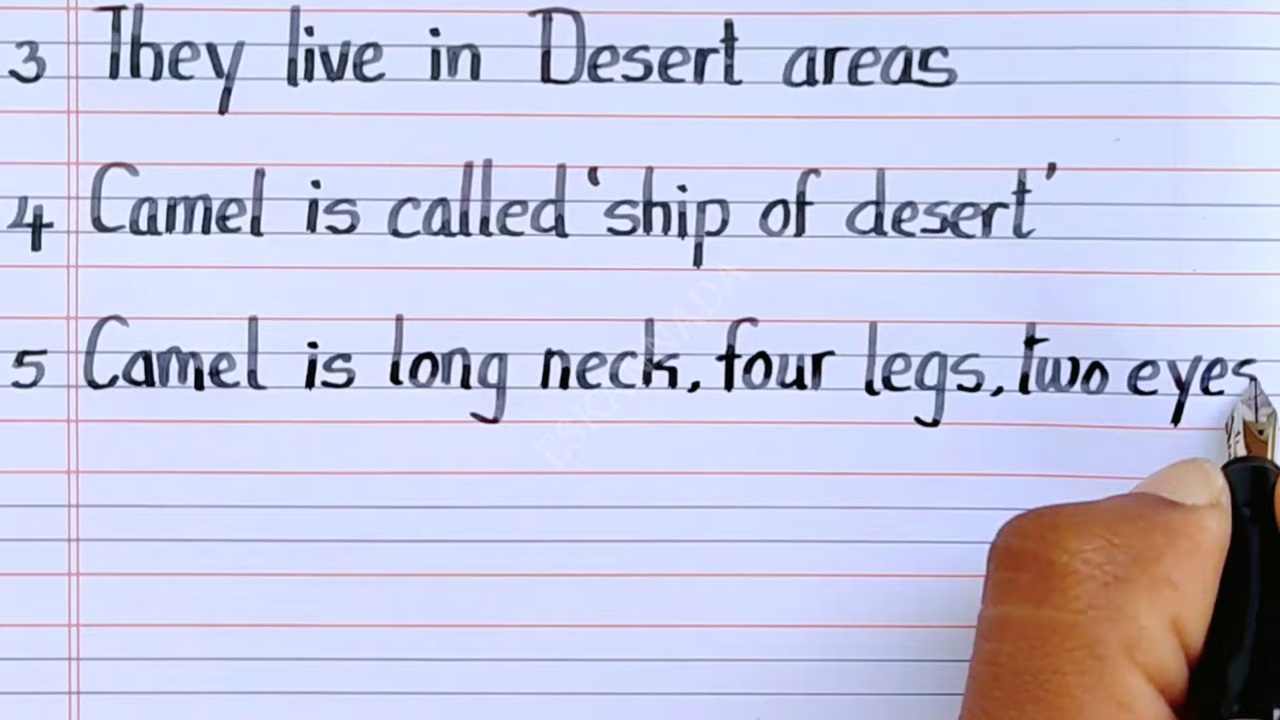 3 They live in Desert areas
4 Camel is called 'ship of desert'
5 Camel is long neck, four legs, two eyes